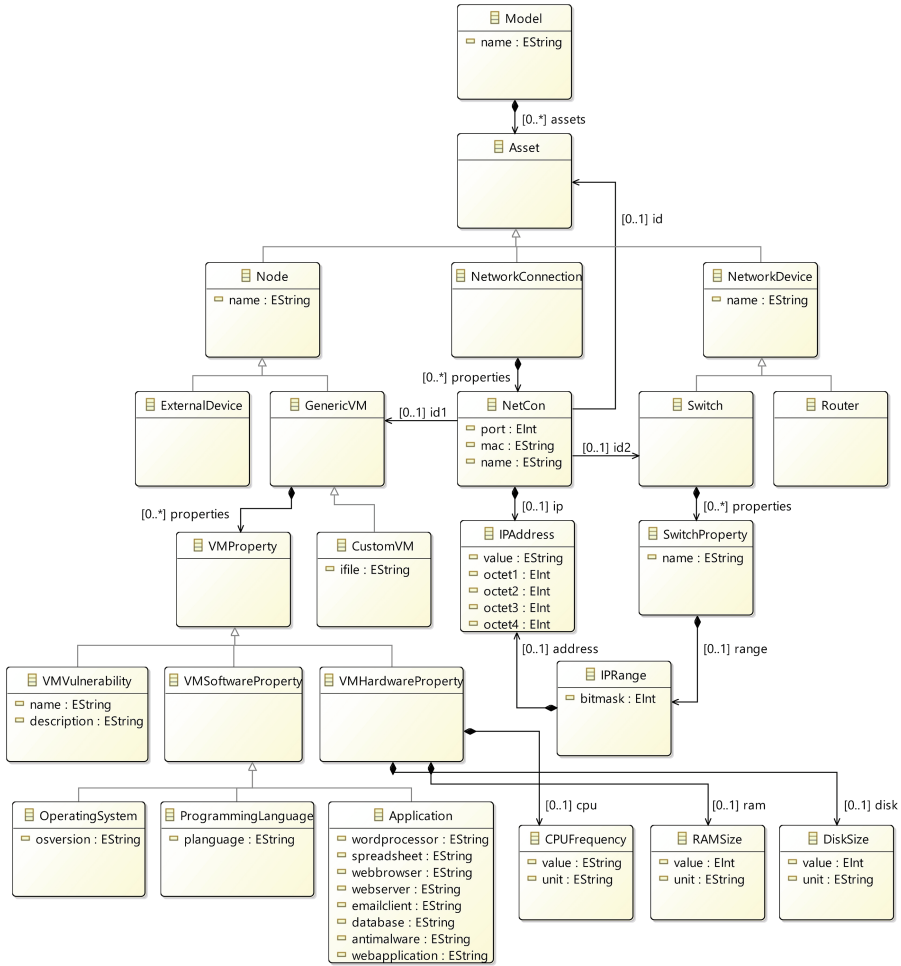 Model
name : EString
[0..*] assets
Asset
[0..1] id
Node
name : EString
NetworkConnection
NetworkDevice
name : EString
[0..*] properties
ExternalDevice
GenericVM
[0..1] id1
NetCon
port : EInt
mac : EString
name : EString
[0..1] id2
Switch
Router
[0..*] properties
[0..1] ip
[0..*] properties
VMProperty
CustomVM
ifile : EString
IPAddress
value : EString
octet1 : EInt
octet2 : EInt
octet3 : EInt
octet4 : EInt
SwitchProperty
name : EString
[0..1] address
[0..1] range
VMVulnerability
name : EString
description : EString
VMSoftwareProperty
VMHardwareProperty
IPRange
bitmask : EInt
[0..1] cpu
[0..1] ram
[0..1] disk
OperatingSystem
osversion : EString
ProgrammingLanguage
planguage : EString
Application
wordprocessor : EString
spreadsheet : EString
webbrowser : EString
webserver : EString
emailclient : EString
database : EString
antimalware : EString
webapplication : EString
CPUFrequency
value : EString
unit : EString
RAMSize
value : EInt
unit : EString
DiskSize
value : EInt
unit : EString